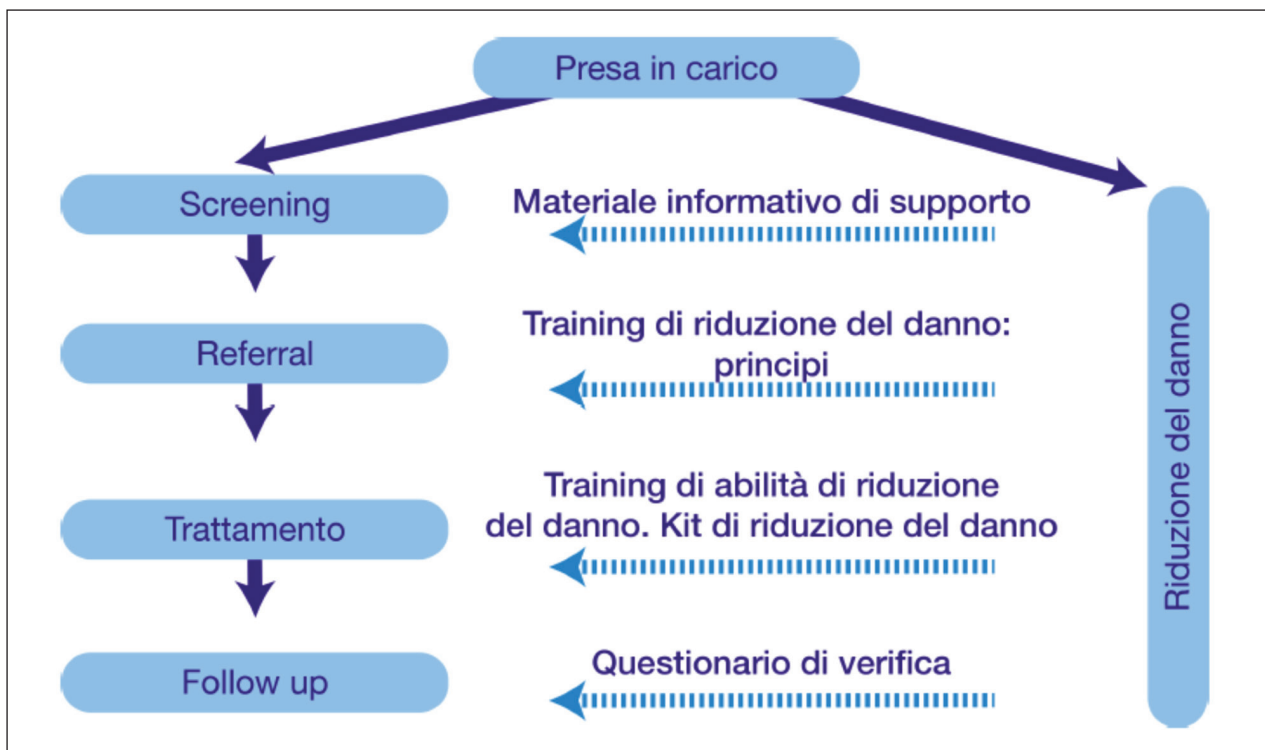 Presa in carico
Screening
Materiale informativo di supporto
Referral
Training di riduzione del danno:
principi
Trattamento
Training di abilità di riduzione
del danno. Kit di riduzione del danno
Follow up
Questionario di verifica
Riduzione del danno